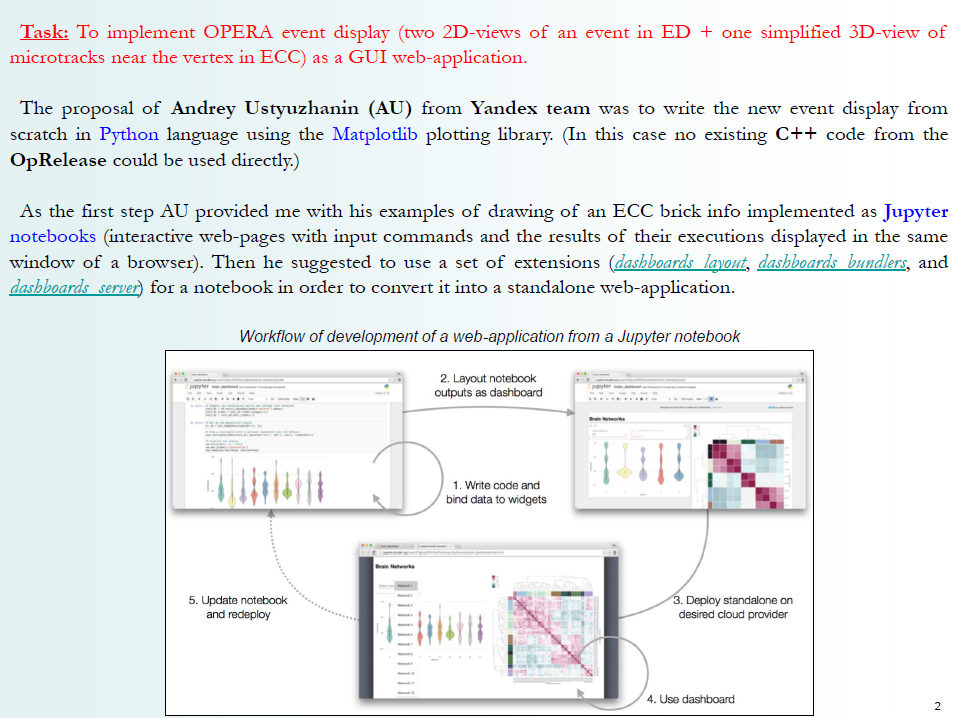 Task: To implement OPERA event display (two 2D-views of an event in ED + one simplified 3D-view of
microtracks near the vertex in ECC) as a GUI web-application.
The proposal of Andrey Ustyuzhanin (AU) from Yandex team was to write the new event display from
scratch in Python language using the Matplotlib plotting library. (In this case no existing C++ code from the
OpRelease could be used directly.)
As the first step AU provided me with his examples of drawing of an ECC brick info implemented as Jupyter
notebooks (interactive web-pages with input commands and the results of their executions displayed in the same
window of a browser). Then he suggested to use a set of extensions (dashboards_layout, dashboards_bundlers, and
dashboards_server) for a notebook in order to convert it into a standalone web-application.
Workflow of development of a web-application from a Jupyter notebook
jupyter
2. Layout notebook
outputs as dashboard
jupyter
Brain Networks
1. Write code and
bind data to widgets
Brain Networks
5. Update notebook
and redeploy
3. Deploy standalone on
desired cloud provider
4. Use dashboard
2